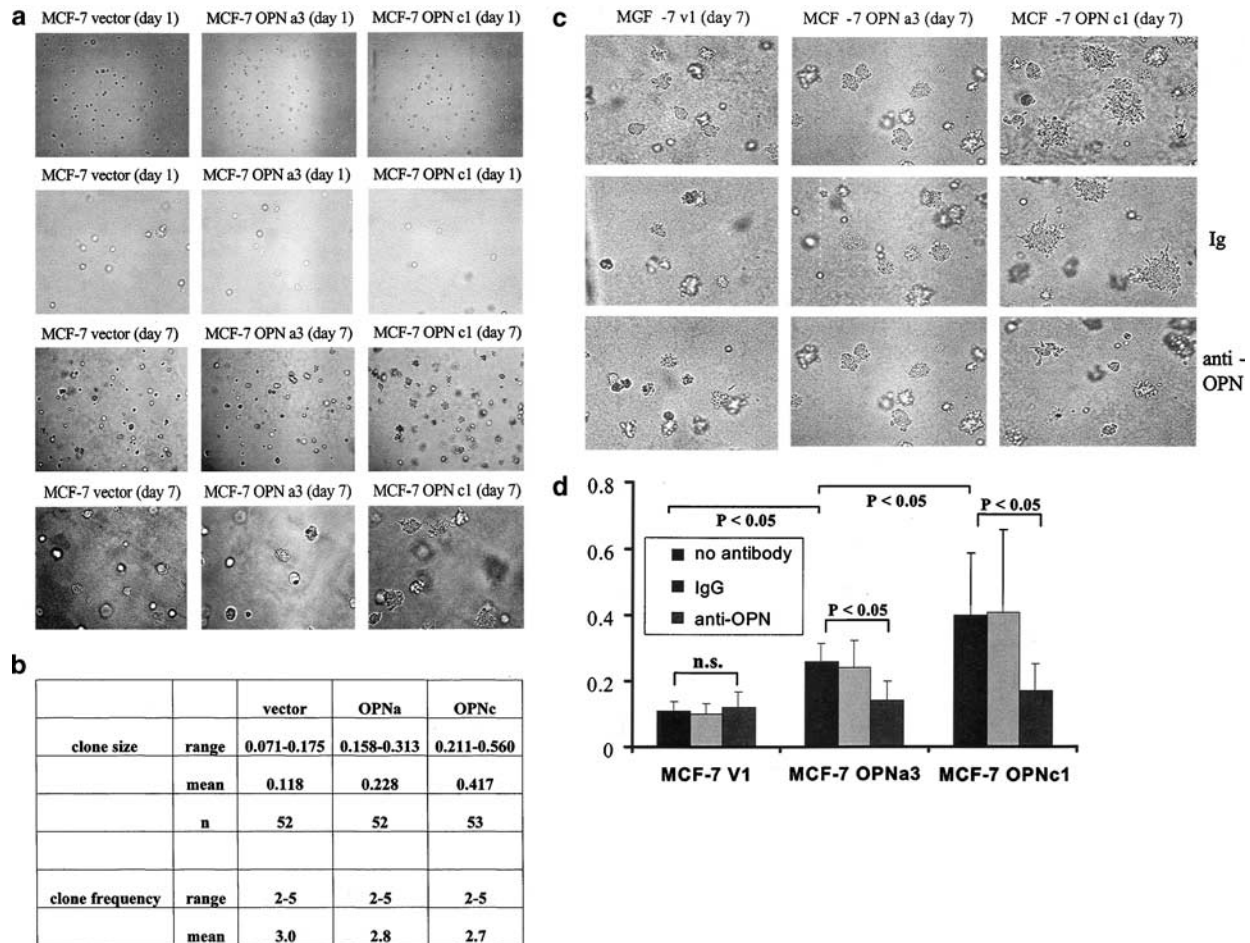 a
MCF-7 vector (day 1) MCF-7 OPN a3 (day 1) MCF-7 OPN c1 (day 1)
MCF-7 vector (day 1) MCF-7 OPN a3 (day 1) MCF-7 OPN c1 (day 1)
MCF-7 vector (day 7) MCF-7 OPN a3 (day 7) MCF-7 OPN c1 (day 7)
MCF-7 vector (day 7) MCF-7 OPN a3 (day 7) MCF-7 OPN c1 (day 7)
b
vector OPNa OPNc
clone size range 0.071-0.175 0.158-0.313 0.211-0.560
mean 0.118 0.228 0.417
n 52 52 53
clone frequency range 2-5 2-5 2-5
mean 3.0 2.8 2.7
c
MGF -7 v1 (day 7) MCF -7 OPN a3 (day 7) MCF -7 OPN c1 (day 7)
Ig
anti -
OPN
d
0.8
0.6
0.4
0.2
0
P < 0.05
P < 0.05
P < 0.05
no antibody
IgG
anti-OPN
P < 0.05
n.s.
MCF-7 V1 MCF-7 OPNa3 MCF-7 OPNc1